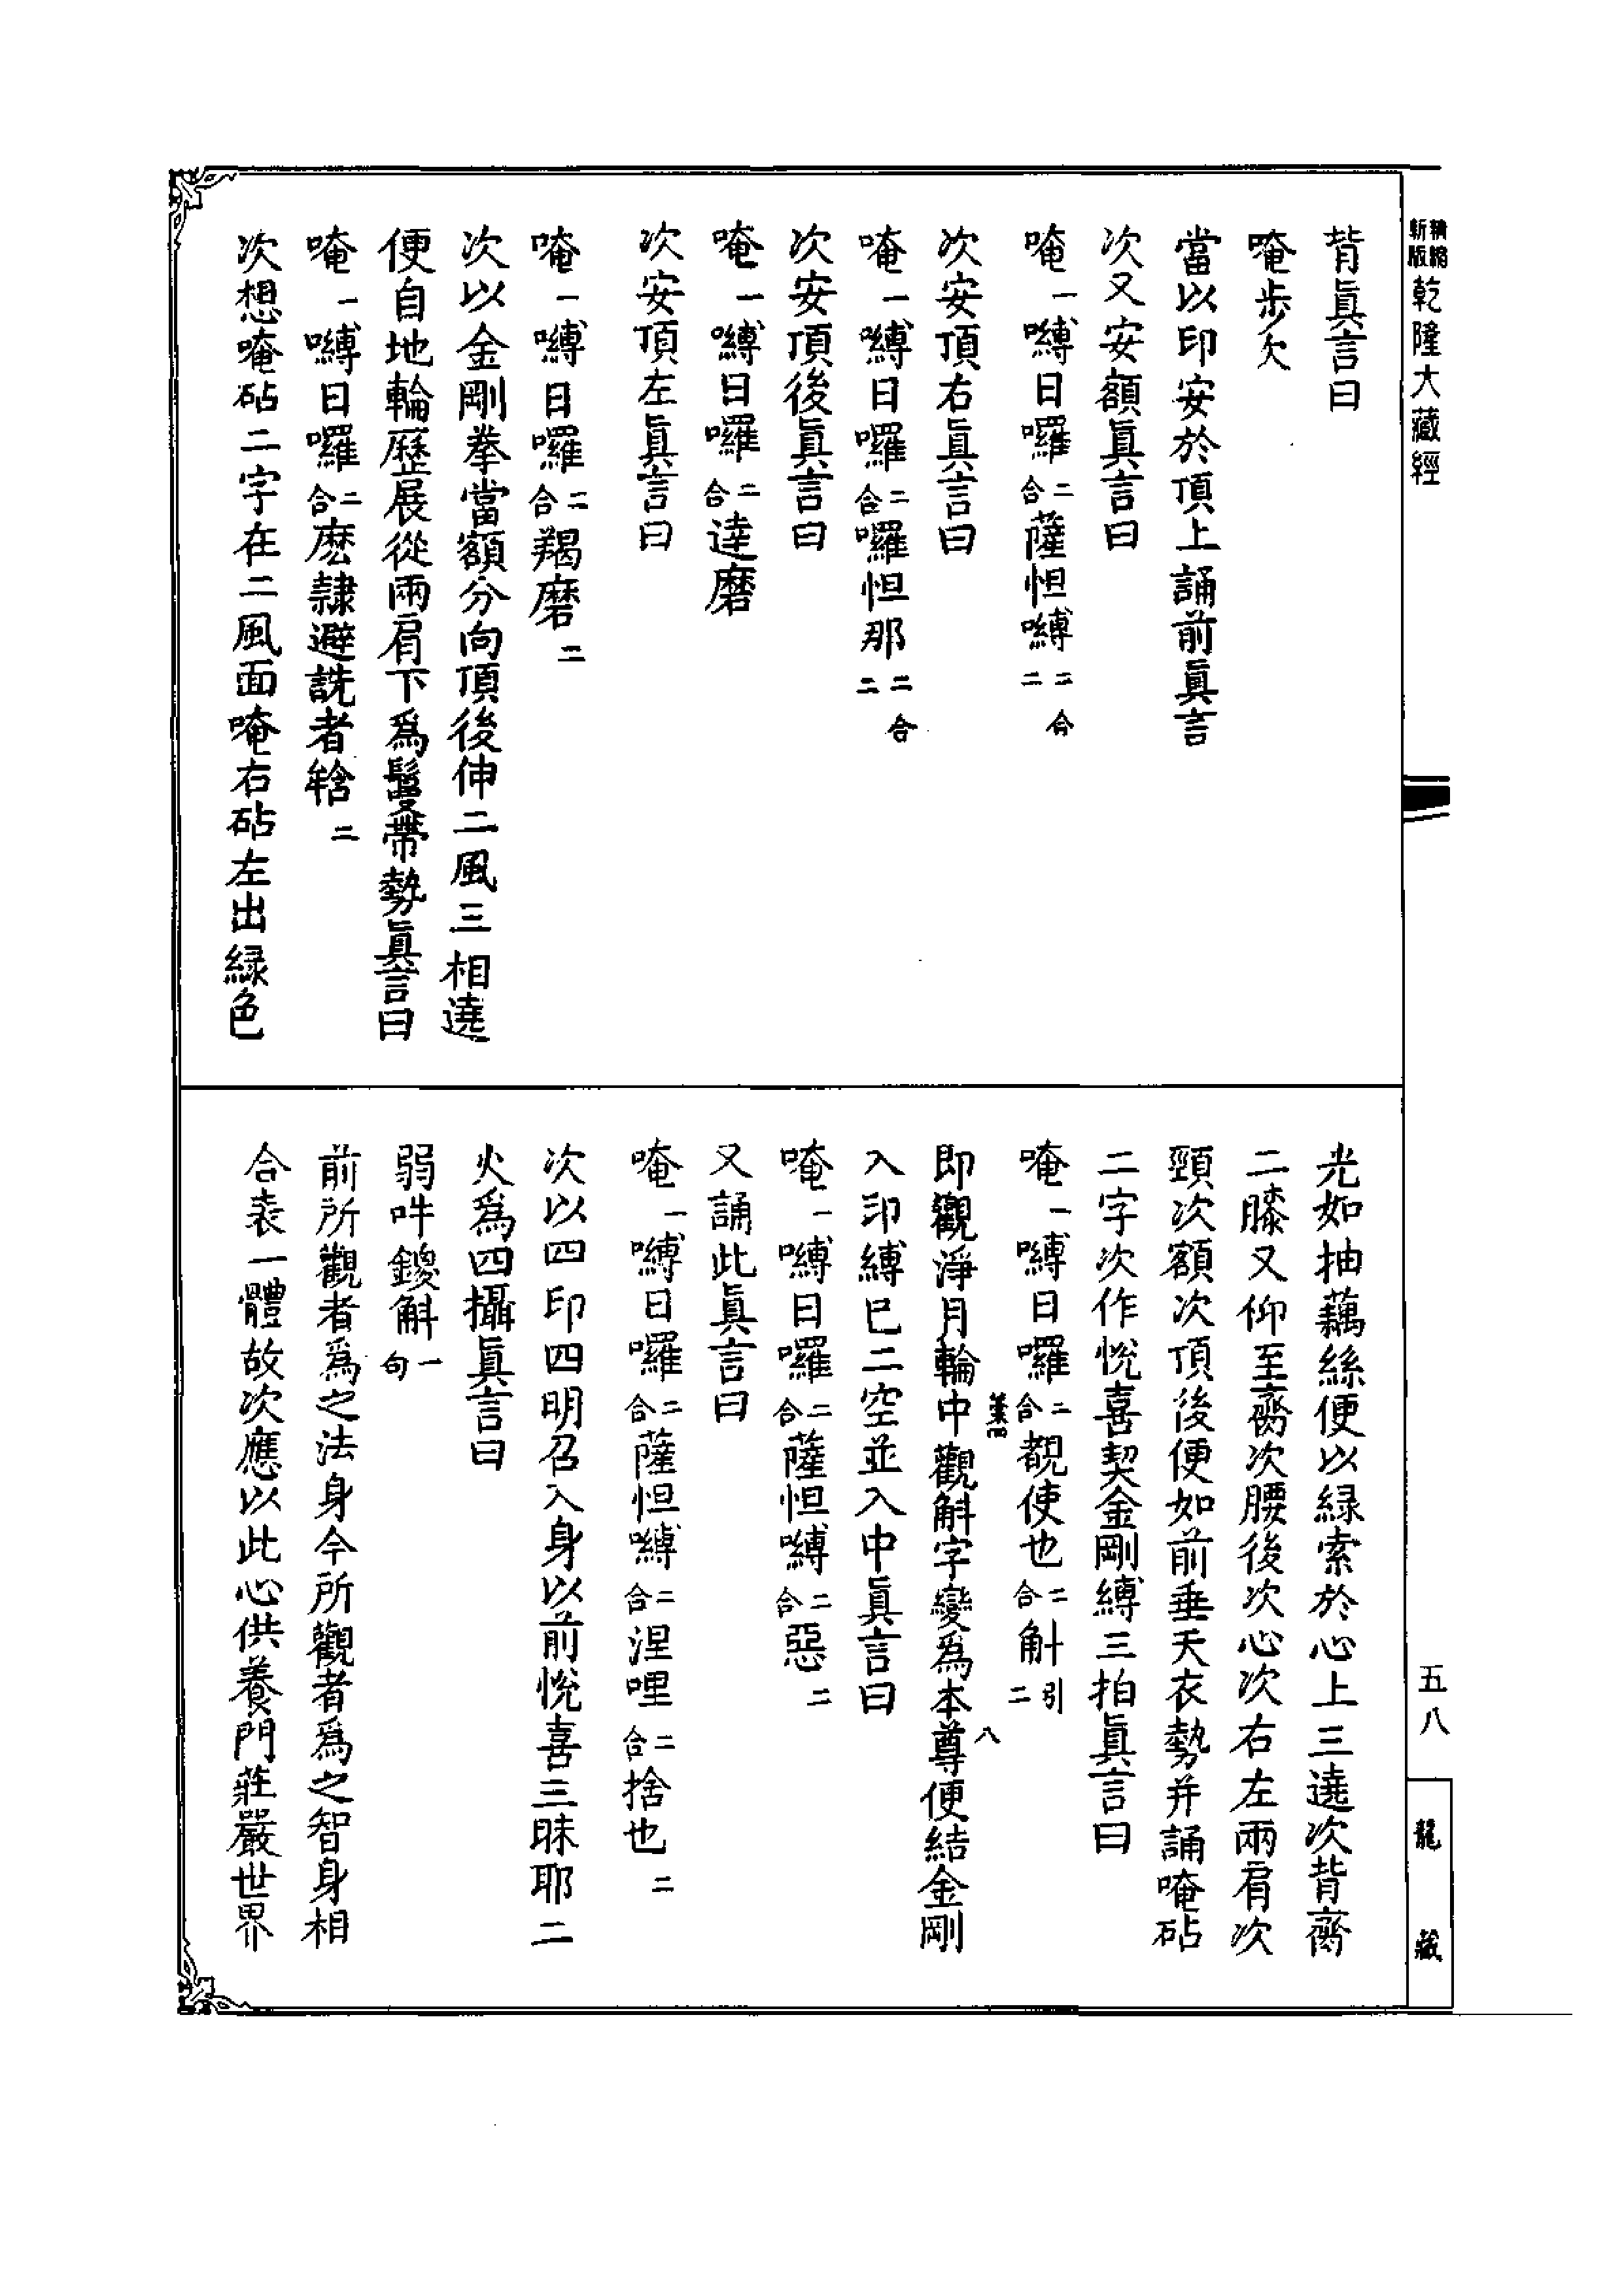 新版
精縮
乾隆大藏經
背眞言曰
唵歩欠
當以印安於頂上誦前眞言
次又安額眞言曰
唵一嚩日囉二合薩怛嚩二合二
次安頂右眞言曰
唵一嚩日囉二合囉怛那二合二
次安頂後眞言曰
唵一嚩日囉二合達磨
次安頂左眞言曰
唵一嚩日囉二合羯磨二
次以金剛拳當額分向頂後伸二風三相遶
便自地輪歷展從兩肩下爲鬘帶勢眞言曰
唵一嚩日囉二合麽隷避詵者𤚥二
次想唵砧二字在二風面唵右砧左出緑色
光如抽藕絲便以緑索於心上三遶次背齎
二膝又仰至齎次腰後次心次右左兩肩次
頸次額次頂後便如前垂天衣勢并誦唵砧
二字次作悅喜契金剛縛三拍眞言曰
唵一嚩日囉二合覩使也二合斛引二
即觀淨月輪中觀斛字變爲本尊便結金剛
八
入印縛已二空並入中眞言曰
唵一嚩日囉二合薩怛嚩二合惡二
又誦此眞言曰
唵一嚩日囉二合薩怛嚩二合涅哩二合捨也二
次以四印四明召入身以前悅喜三昧耶二
火爲四攝眞言曰
弱吽鑁斛一句
前所觀者爲之法身今所觀者爲之智身相
合表一體故次應以此心供養門莊嚴世界
五八
龍藏